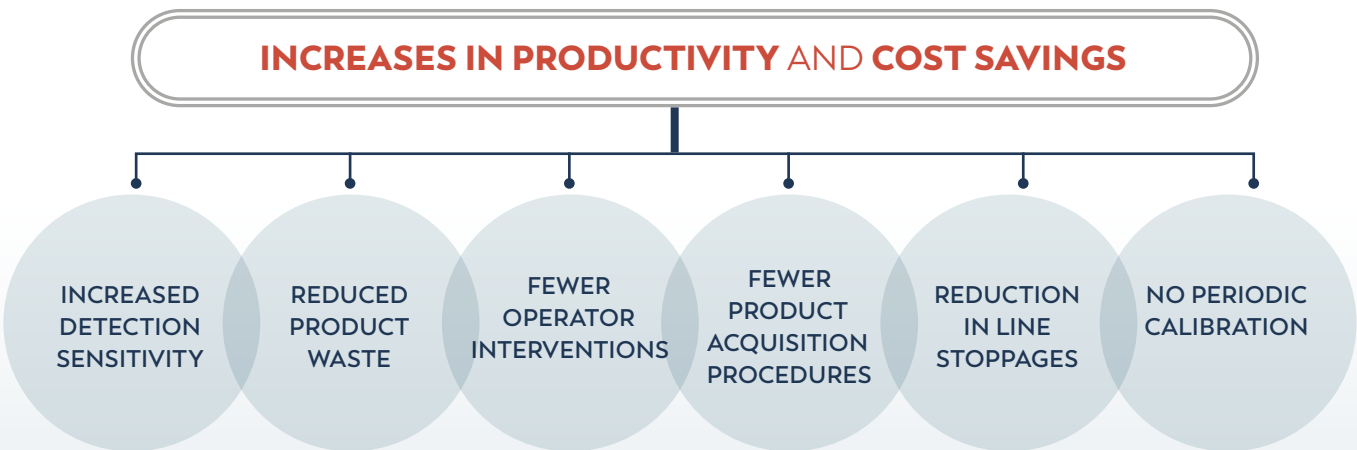 INCREASES IN PRODUCTIVITY AND COST SAVINGS
INCREASED
DETECTION
SENSITIVITY
REDUCED
PRODUCT
WASTE
FEWER
OPERATOR
INTERVENTIONS
FEWER
PRODUCT
ACQUISITION
PROCEDURES
REDUCTION
IN LINE
STOPPAGES
NO PERIODIC
CALIBRATION